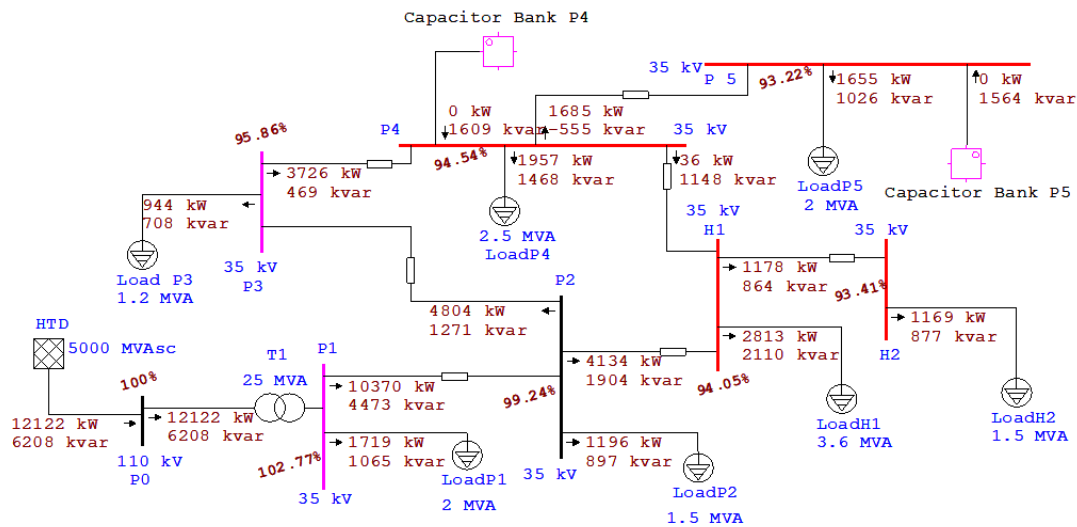 Capacitor Bank P4
35 kV
P 5
93.22%
1655 kW
1026 kvar
0 kW
1564 kvar
LoadP5
2 MVA
Capacitor Bank P5
P4
0 kW
1609 kvar
1685 kW
-555 kvar
35 kV
94.54%
1957 kW
1468 kvar
2.5 MVA
LoadP4
36 kW
1148 kvar
95.86%
3726 kW
469 kvar
944 kW
708 kvar
Load P3
1.2 MVA
35 kV
P3
35 kV
H1
1178 kW
864 kvar
2813 kW
2110 kvar
94.05%
LoadH1
3.6 MVA
35 kV
93.41%
1169 kW
877 kvar
H2
LoadH2
1.5 MVA
P2
4804 kW
1271 kvar
4134 kW
1904 kvar
99.24%
1196 kW
897 kvar
35 kV
LoadP2
1.5 MVA
HTD
5000 MVAsc
100%
12122 kW
6208 kvar
12122 kW
6208 kvar
110 kV
P0
T1
25 MVA
P1
10370 kW
4473 kvar
1719 kW
1065 kvar
102.77%
35 kV
LoadP1
2 MVA